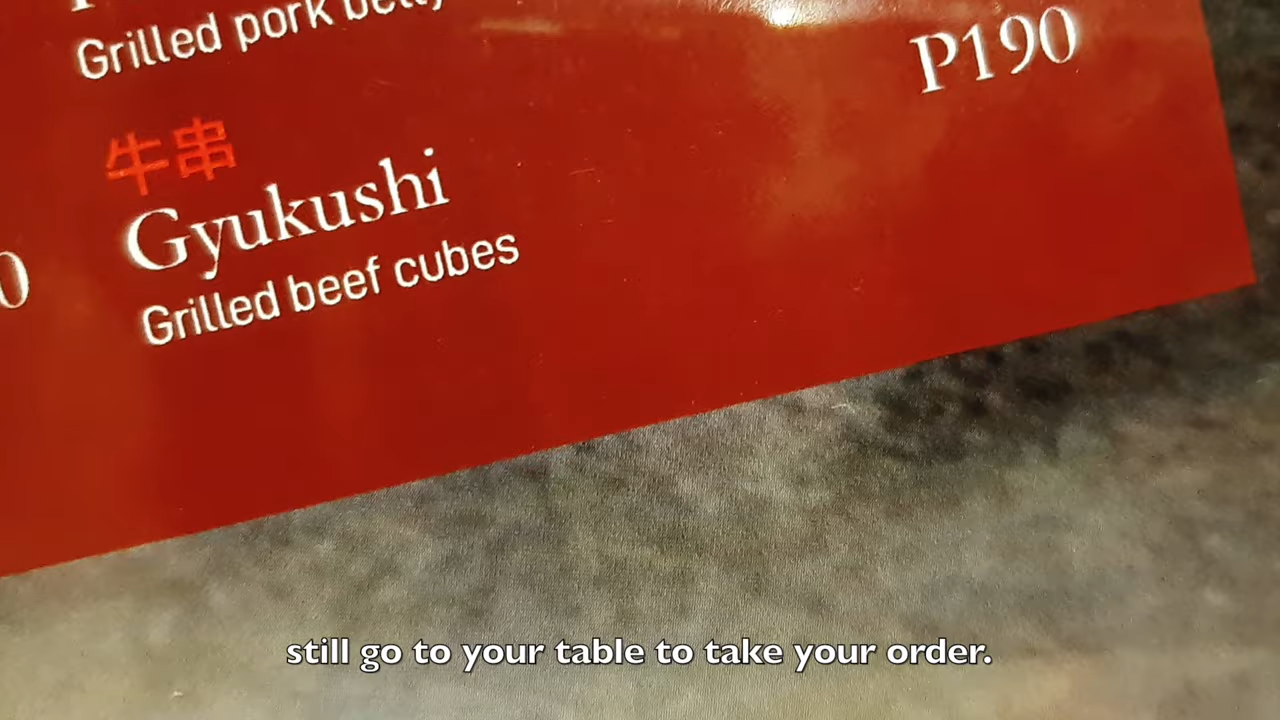 Grilled pork belly
牛串
Gyukushi
P190
Grilled beef cubes
still go to your table to take your order.